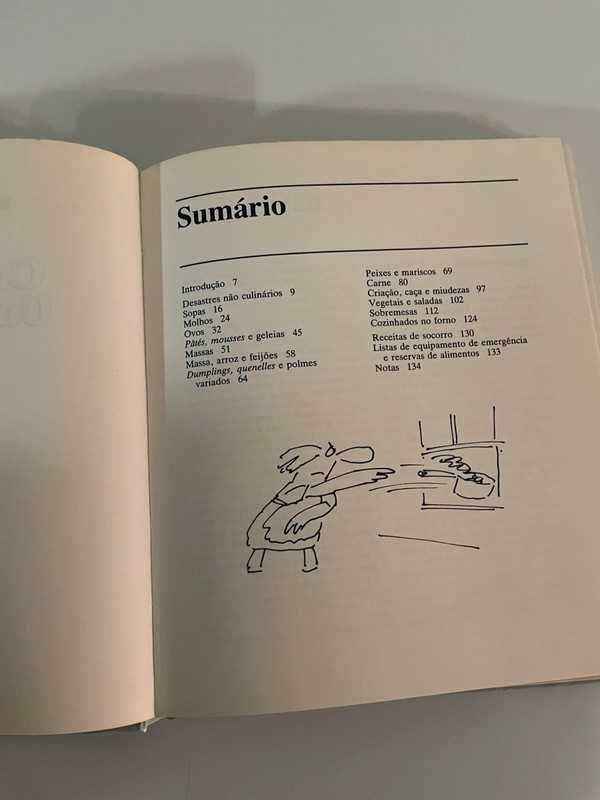 Sumário
Introdução 7
Desastres não culinários 9
Sopas 16
Molhos 24
Ovos 32
Pâtés, mousses e geleias 45
Massas 51
Massa, arroz e feijões 58
Dumplings, quenelles e polmes
variados 64
Peixes e mariscos 69
Carne 80
Criação, caça e miudezas 97
Vegetais e saladas 102
Sobremesas 112
Cozinhados no forno 124
Receitas de socorro 130
Listas de equipamento de emergência
e reservas de alimentos 133
Notas 134